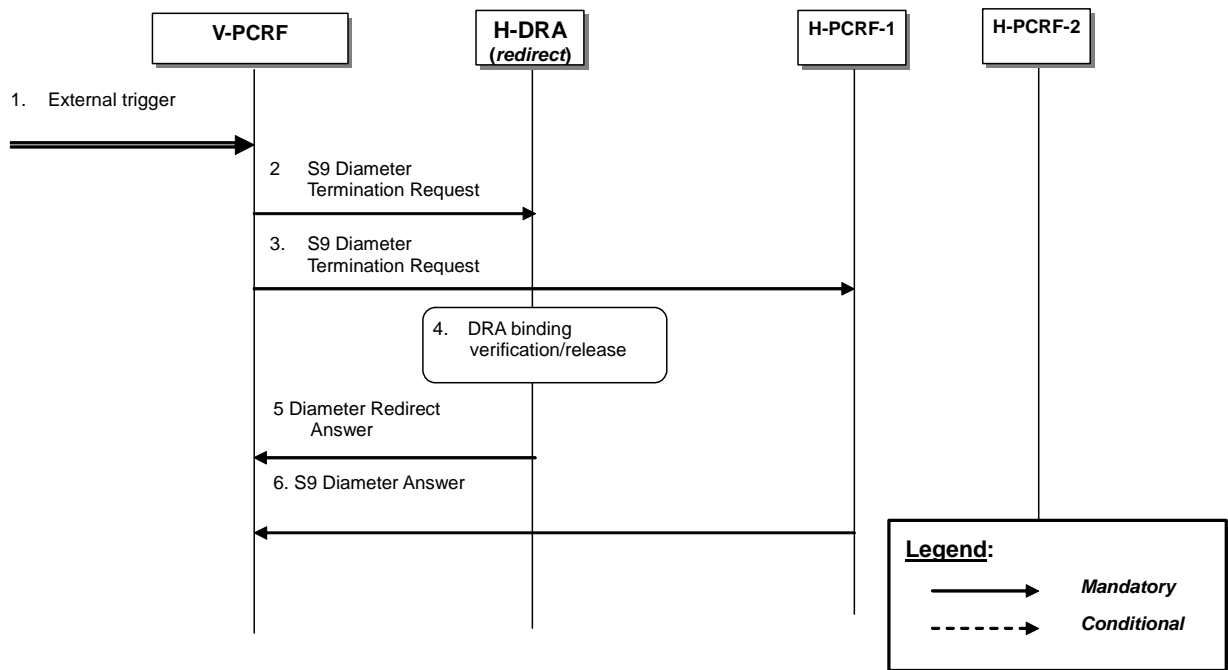 V-PCRF
H-DRA
(redirect)
H-PCRF-1
H-PCRF-2
1. External trigger
2 S9 Diameter
Termination Request
3. S9 Diameter
Termination Request
4. DRA binding
verification/release
5 Diameter Redirect
Answer
6. S9 Diameter Answer
Legend:
Mandatory
Conditional